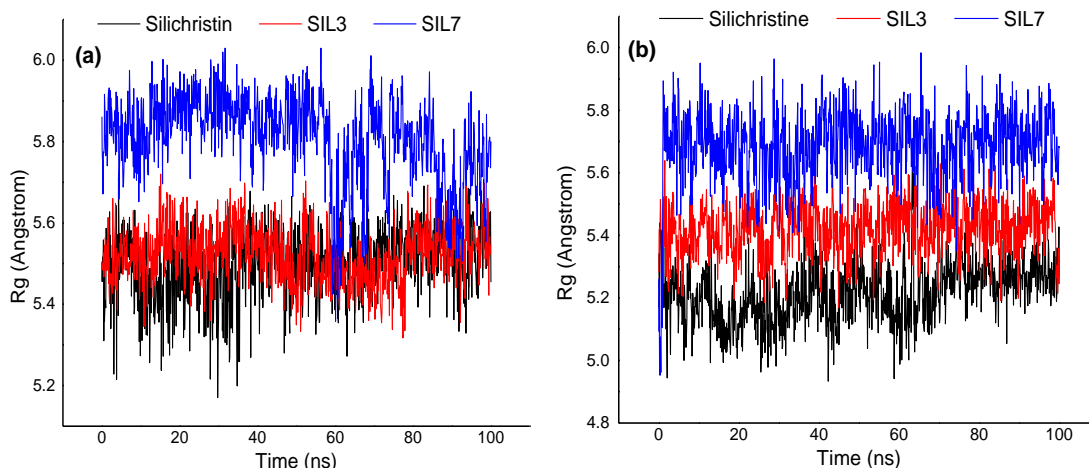 Silichristin SIL3 SIL7
(a)
6.0
5.8
5.6
5.4
5.2
Rg (Angstrom)
0 20 40 60 80 100
Time (ns)
Silichristine SIL3 SIL7
(b)
6.0
5.8
5.6
5.4
5.2
5.0
4.8
Rg (Angstrom)
0 20 40 60 80 100
Time (ns)